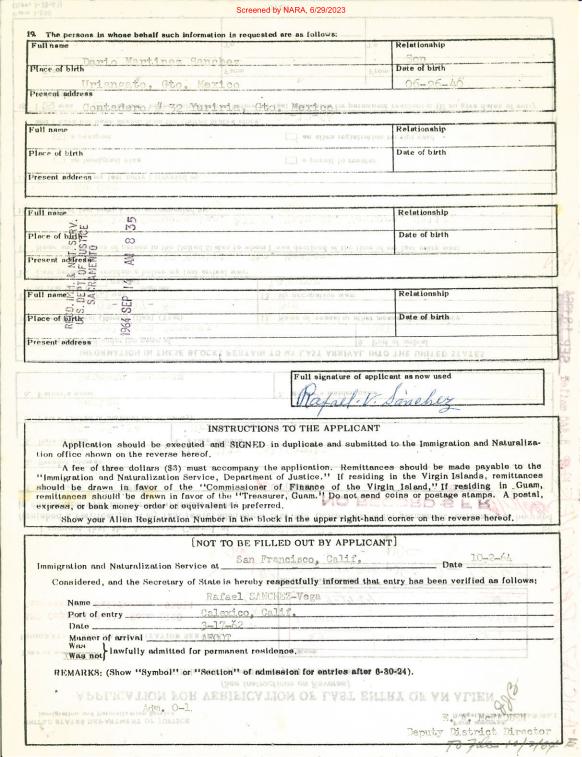 Screened by NARA, 6/29/2023
19. The persons in whose behalf such information is requested are as follows:
Full name
Relationship
Dario Martinez Sanchez
Son
Place of birth
Date of birth
Uriangato, Gto, Mexico
06-06-46
Present address
Contadero # 32 Yuriria, Gto, Mexico
Full name
Relationship
Place of birth
Date of birth
Present address
Full name
Relationship
Place of birth
Date of birth
Present address
Full name
Relationship
Place of birth
Date of birth
Present address
U.S. DEPT OF JUSTICE
SACRAMENTO
1964 SEP 14 AM 8 35
Full signature of applicant as now used
Rafael V. Sánchez
INSTRUCTIONS TO THE APPLICANT
Application should be executed and SIGNED in duplicate and submitted to the Immigration and Naturaliza-
tion office shown on the reverse hereof.
A fee of three dollars ($3) must accompany the application. Remittances should be made payable to the
"Immigration and Naturalization Service, Department of Justice." If residing in the Virgin Islands, remittances
should be drawn in favor of the "Commissioner of Finance of the Virgin Island," If residing in Guam,
remittances should be drawn in favor of the "Treasurer, Guam." Do not send coins or postage stamps. A postal,
express, or bank money order or equivalent is preferred.
Show your Alien Registration Number in the block in the upper right-hand corner on the reverse hereof.
[NOT TO BE FILLED OUT BY APPLICANT]
Immigration and Naturalization Service at San Francisco, Calif. Date 10-2-64
Considered, and the Secretary of State is hereby respectfully informed that entry has been verified as follows:
Name Rafael SANCHEZ-Vega
Port of entry Calexico, Calif.
Date 3-17-62
Manner of arrival AFOOT
Was
Was not } lawfully admitted for permanent residence.
REMARKS: (Show "Symbol" or "Section" of admission for entries after 6-30-24).
Adm. O-1.
Deputy District Director